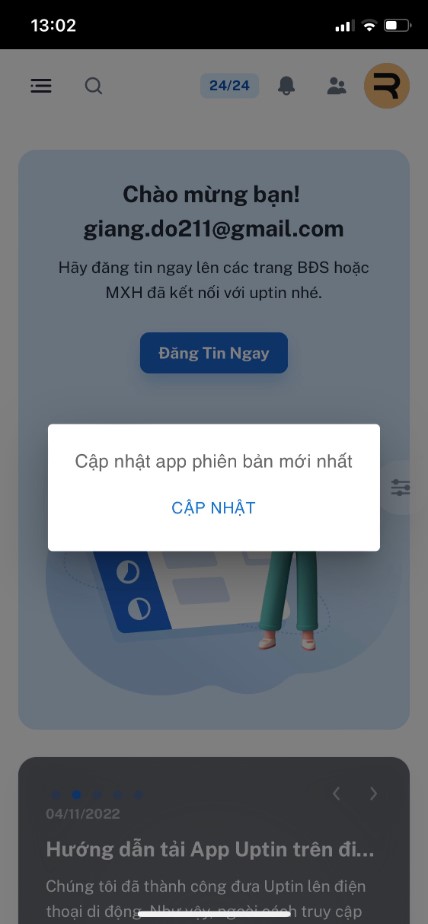 13:02
24/24
Chào mừng bạn!
giang.do211@gmail.com
Hãy đăng tin ngay lên các trang BĐS hoặc
MXH đã kết nối với uptin nhé.
Đăng Tin Ngay
Cập nhật app phiên bản mới nhất
CẬP NHẬT
04/11/2022
Hướng dẫn tải App Uptin trên đi...
Chúng tôi đã thành công đưa Uptin lên điện
thoại di động. Như vậy, ngoài cách truy cập